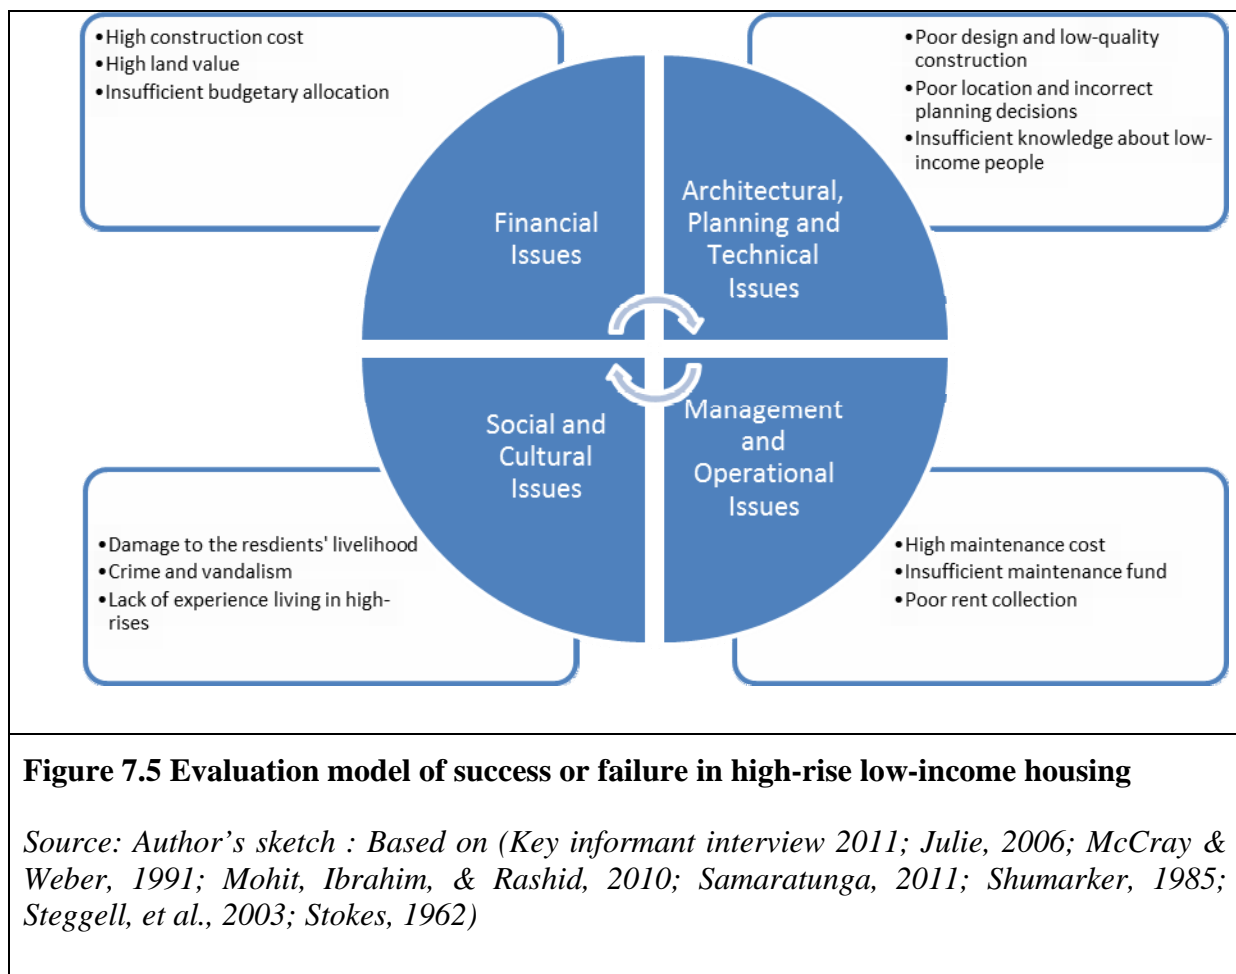 •High construction cost
•High land value
•Insufficient budgetary allocation
•Poor design and low-quality
construction
•Poor location and incorrect
planning decisions
•Insufficient knowledge about low-
income people
Financial
Issues
Architectural,
Planning and
Technical
Issues
Social and
Cultural
Issues
Management
and
Operational
Issues
•Damage to the resdients' livelihood
•Crime and vandalism
•Lack of experience living in high-
rises
•High maintenance cost
•Insufficient maintenance fund
•Poor rent collection
Figure 7.5 Evaluation model of success or failure in high-rise low-income housing
Source: Author’s sketch : Based on (Key informant interview 2011; Julie, 2006; McCray &
Weber, 1991; Mohit, Ibrahim, & Rashid, 2010; Samaratunga, 2011; Shumarker, 1985;
Steggell, et al., 2003; Stokes, 1962)